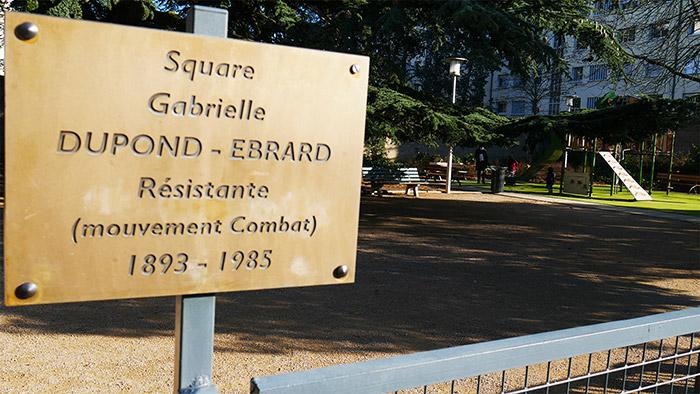 Square
Gabrielle
DUPOND - EBRARD
Résistante
(mouvement Combat)
1893 - 1985